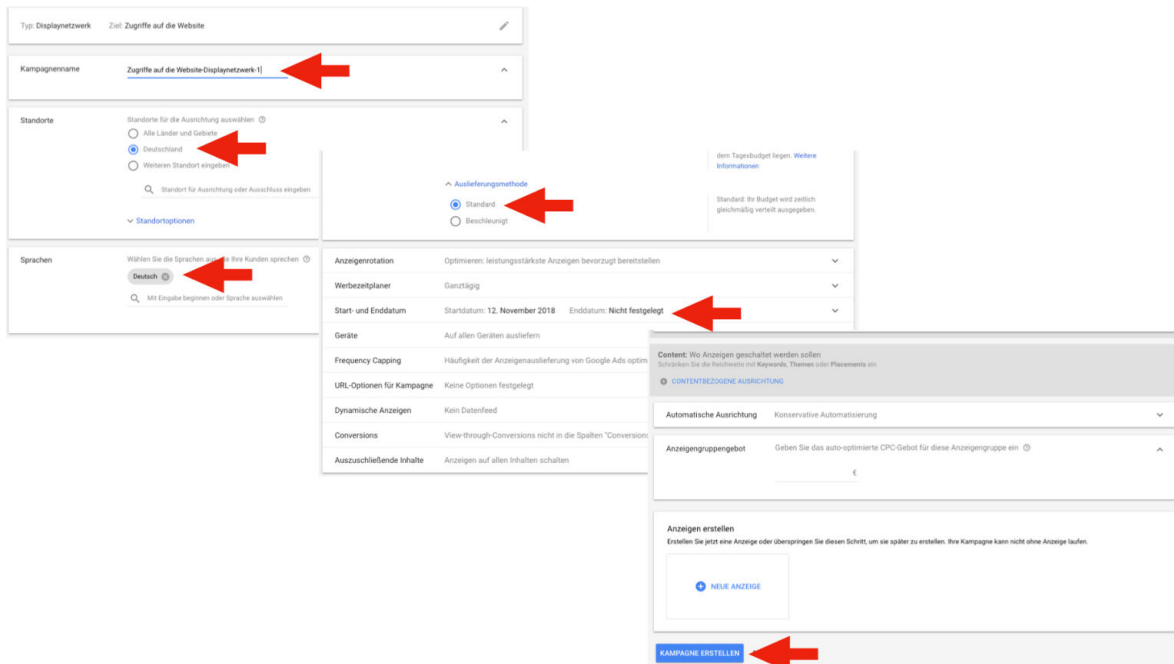 Typ: Displaynetzwerk Ziel: Zugriffe auf die Website
Kampagnenname Zugriffe auf die Website-Displaynetzwerk-1
Standorte Standorte für die Ausrichtung auswählen
Alle Länder und Gebiete
Deutschland
Weiteren Standort eingeben
Standort für Ausrichtung oder Ausschluss eingeben
Standortoptionen
Sprachen Wählen Sie die Sprachen aus, die Ihre Kunden sprechen
Deutsch
Mit Eingabe beginnen oder Sprache auswählen
dem Tagesbudget liegen. Weitere
Informationen
Auslieferungsmethode
Standard
Beschleunigt
Standard: Ihr Budget wird zeitlich
gleichmäßig verteilt ausgegeben.
Anzeigenrotation Optimieren: leistungsstärkste Anzeigen bevorzugt bereitstellen
Werbezeitplaner Ganztägig
Start- und Enddatum Startdatum: 12. November 2018 Enddatum: Nicht festgelegt
Geräte Auf allen Geräten ausliefern
Frequency Capping Häufigkeit der Anzeigenauslieferung von Google Ads optim
URL-Optionen für Kampagne Keine Optionen festgelegt
Dynamische Anzeigen Kein Datenfeed
Conversions View-through-Conversions nicht in die Spalten "Conversions
Auszuschließende Inhalte Anzeigen auf allen Inhalten schalten
Content: Wo Anzeigen geschaltet werden sollen
Schränken Sie die Reichweite mit Keywords, Themen oder Placements ein
CONTENTBEZOGENE AUSRICHTUNG
Automatische Ausrichtung Konservative Automatisierung
Anzeigengruppengebot Geben Sie das auto-optimierte CPC-Gebot für diese Anzeigengruppe ein
€
Anzeigen erstellen
Erstellen Sie jetzt eine Anzeige oder überspringen Sie diesen Schritt, um sie später zu erstellen. Ihre Kampagne kann nicht ohne Anzeige laufen.
NEUE ANZEIGE
KAMPAGNE ERSTELLEN